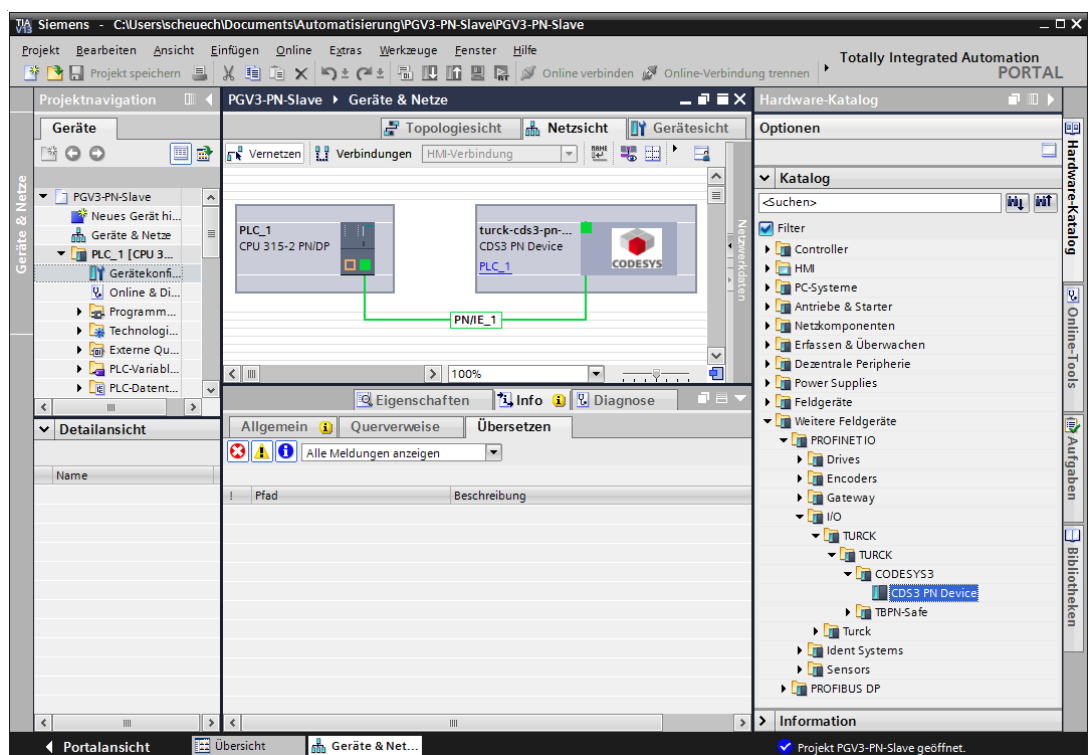 TIA V13 Siemens - C:\Users\scheuech\Documents\Automatisierung\PGV3-PN-Slave\PGV3-PN-Slave
Projekt Bearbeiten Ansicht Einfügen Online Extras Werkzeuge Fenster Hilfe
Totally Integrated Automation
PORTAL
Projekt speichern Online verbinden Online-Verbindung trennen
Projektnavigation
PGV3-PN-Slave Geräte & Netze
Hardware-Katalog
Geräte
Topologiesicht Netzsicht Gerätesicht
Optionen
Vernetzen Verbindungen HMI-Verbindung
Geräte & Netze
PGV3-PN-Slave
Neues Gerät hi...
Geräte & Netze
PLC_1 [CPU 3...
Gerätekonfi...
Online & Di...
Programm...
Technologi...
Externe Qu...
PLC-Variabl...
PLC-Datent...
Detailansicht
Name
PLC_1
CPU 315-2 PN/DP
turck-cds3-pn-...
CDS3 PN Device
PLC_1
CODESYS
PN/IE_1
100%
Netzwerkdaten
Eigenschaften Info Diagnose
Allgemein Querverweise Übersetzen
Alle Meldungen anzeigen
! Pfad Beschreibung
Katalog
<Suchen>
Filter
Controller
HMI
PC-Systeme
Antriebe & Starter
Netzkomponenten
Erfassen & Überwachen
Dezentrale Peripherie
Power Supplies
Feldgeräte
Weitere Feldgeräte
PROFINET IO
Drives
Encoders
Gateway
I/O
TURCK
TURCK
CODESYS3
CDS3 PN Device
TBPN-Safe
Turck
Ident Systems
Sensors
PROFIBUS DP
Information
Hardware-Katalog
Online-Tools
Aufgaben
Bibliotheken
Portalansicht Übersicht Geräte & Net...
Projekt PGV3-PN-Slave geöffnet.